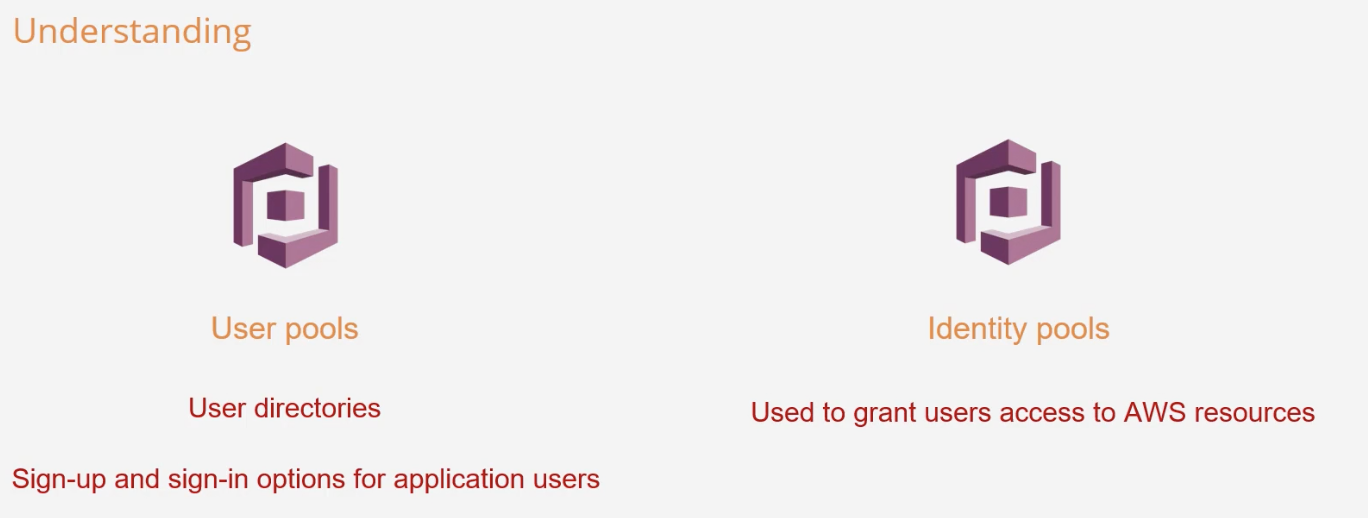 Understanding
User pools
User directories
Sign-up and sign-in options for application users
Identity pools
Used to grant users access to AWS resources